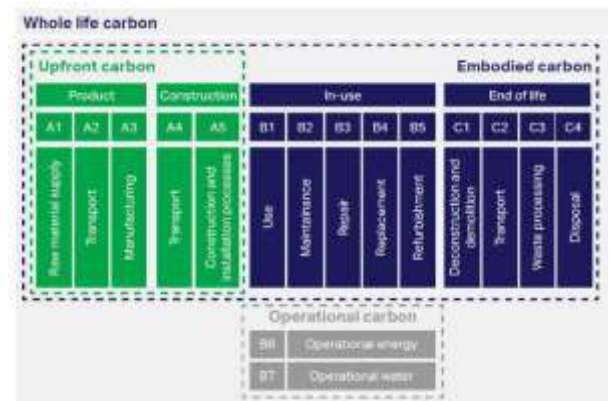 Whole life carbon
Upfront carbon
Embodied carbon
Product
Construction
In-use
End of life
A1
A2
A3
A4
A5
B1
B2
B3
B4
B5
C1
C2
C3
C4
Raw material supply
Transport
Manufacturing
Transport
Construction and
installation processes
Use
Maintainance
Repair
Replacement
Refurbishment
Deconstruction and
demolition
Transport
Waste processing
Disposal
Operational carbon
B6
Operational energy
B7
Operational water